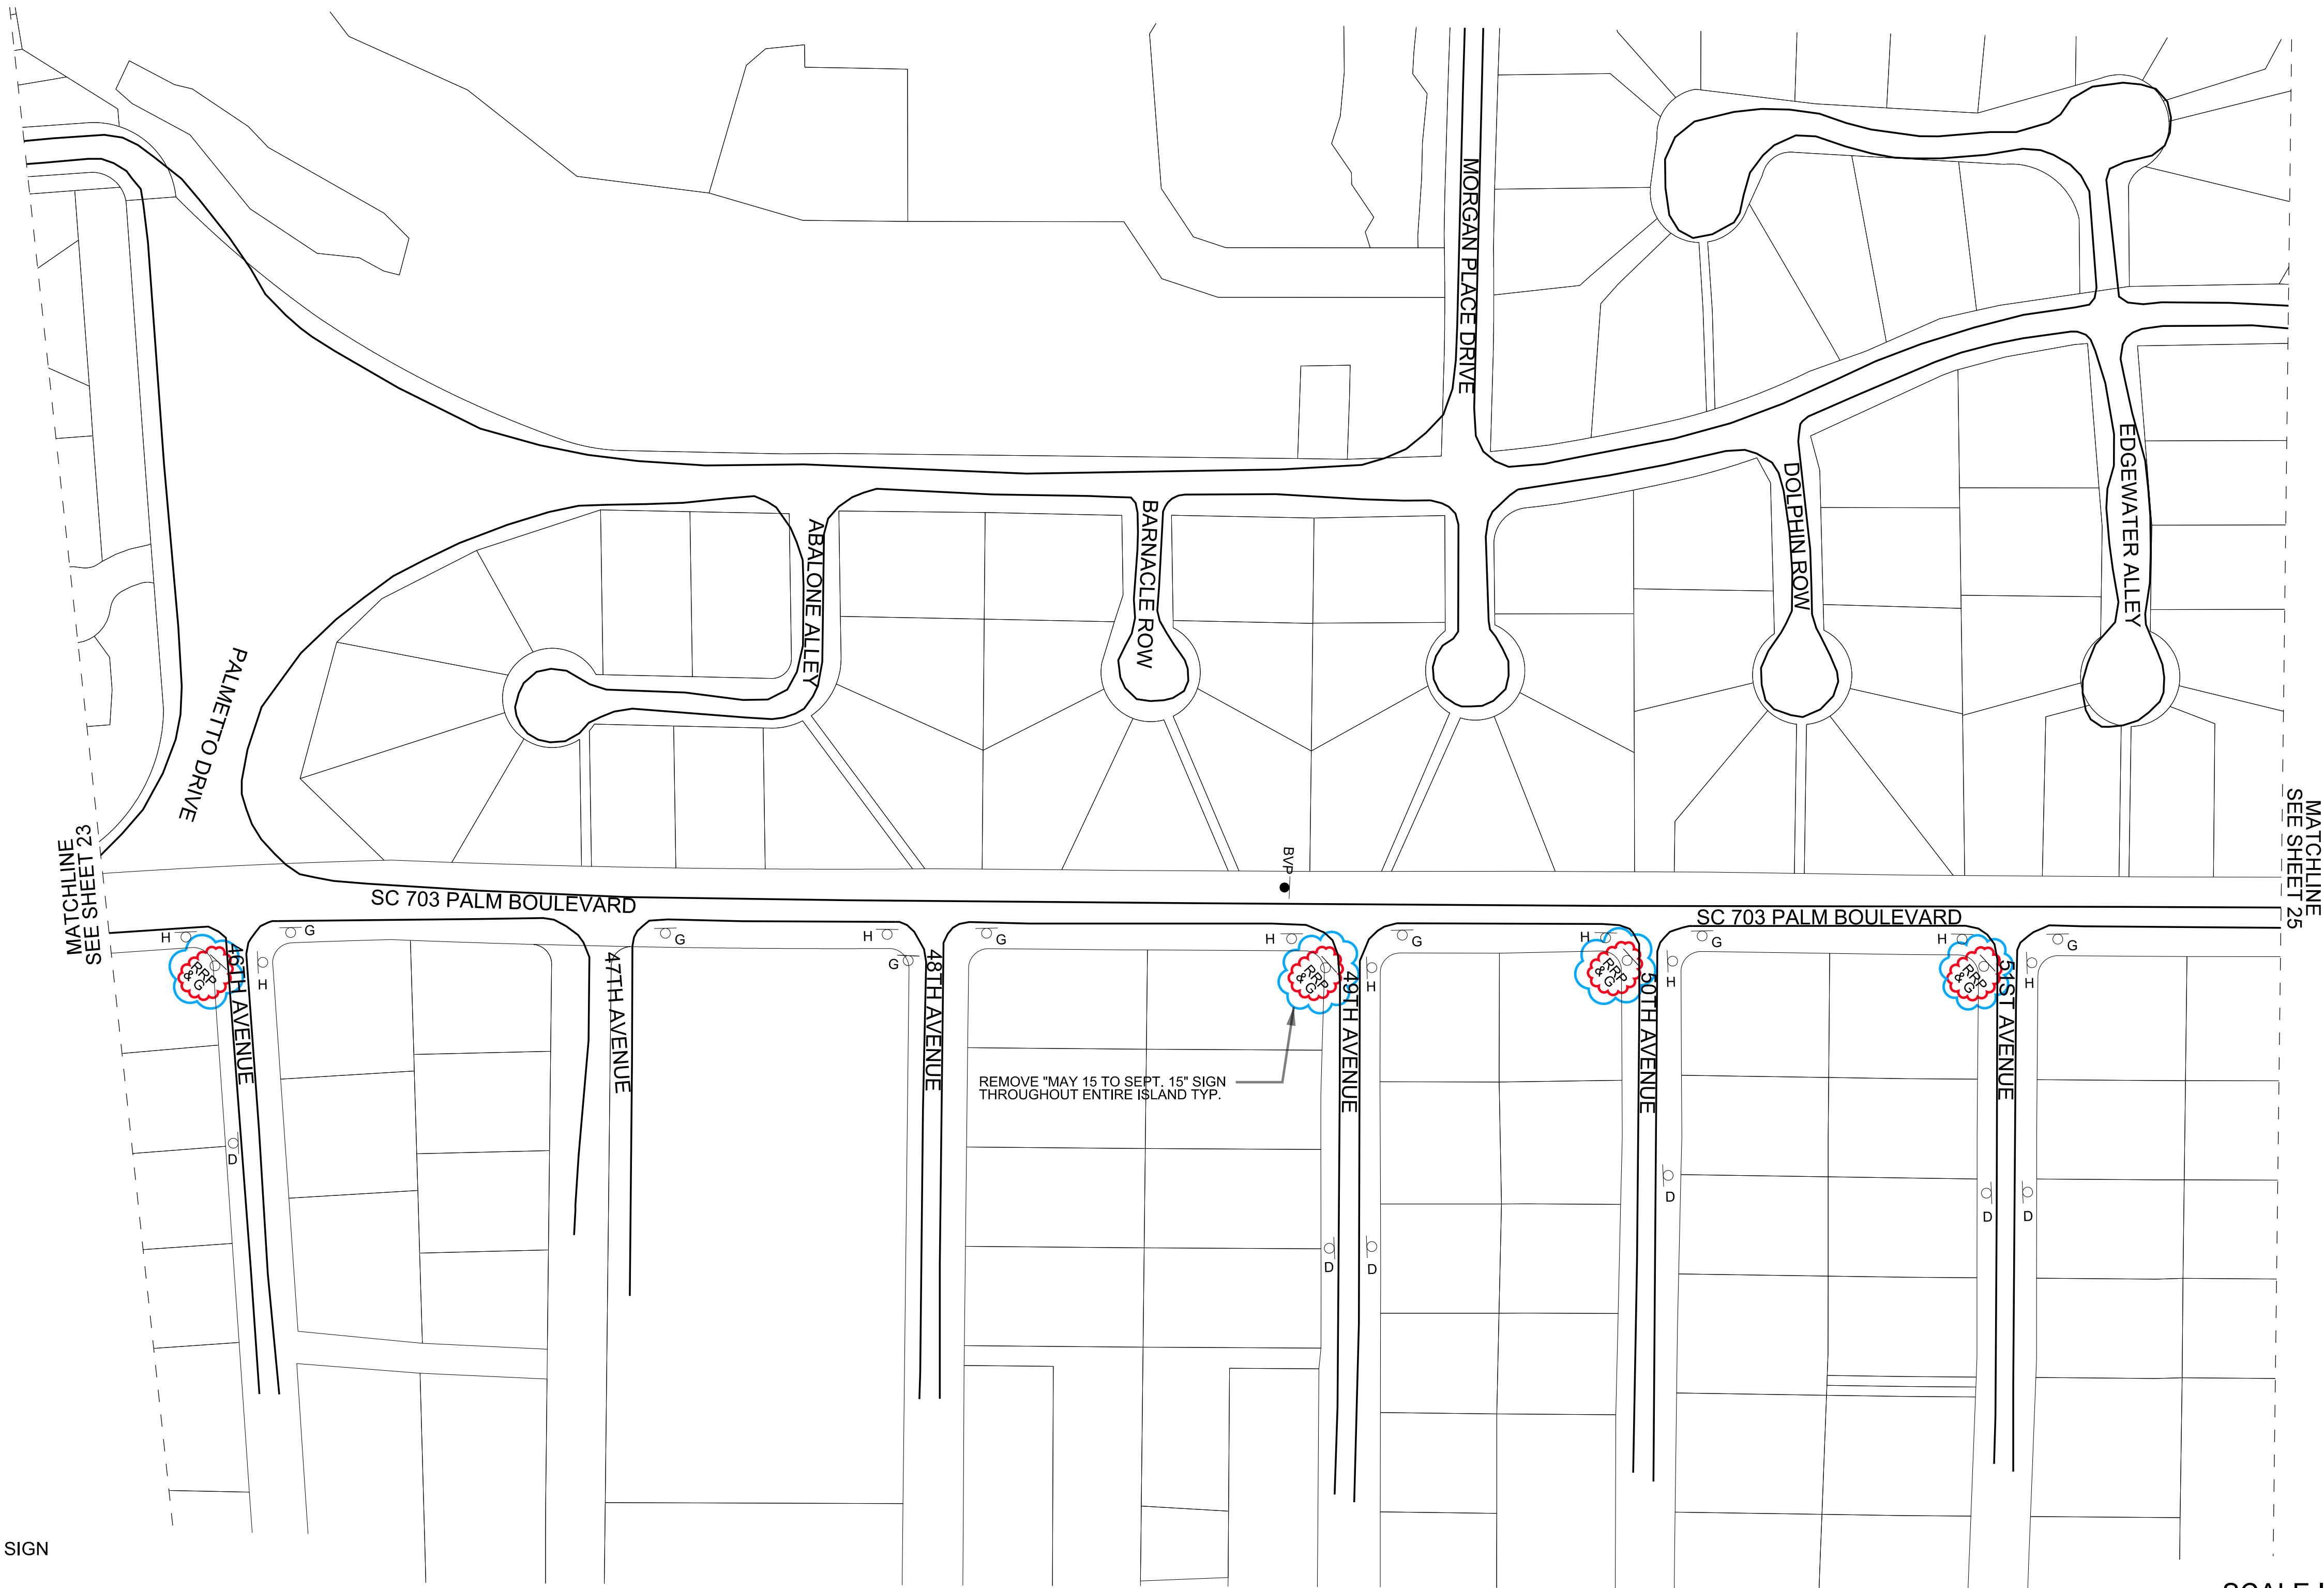 MORGAN PLACE DRIVE
EDGEWATER ALLEY
DOLPHIN ROW
BARNACLE ROW
ABALONE ALLEY
PALMETTO DRIVE
MATCHLINE
SEE SHEET 23
MATCHLINE
SEE SHEET 25
BVP
SC 703 PALM BOULEVARD
SC 703 PALM BOULEVARD
H
G
G
H
G
H
G
H
G
H
G
RRP
& G
46TH AVENUE
H
47TH AVENUE
G
48TH AVENUE
RRP
& G
49TH AVENUE
H
RRP
& G
50TH AVENUE
H
RRP
& G
51ST AVENUE
H
REMOVE "MAY 15 TO SEPT. 15" SIGN
THROUGHOUT ENTIRE ISLAND TYP.
D
D
D
D
D
D
SIGN